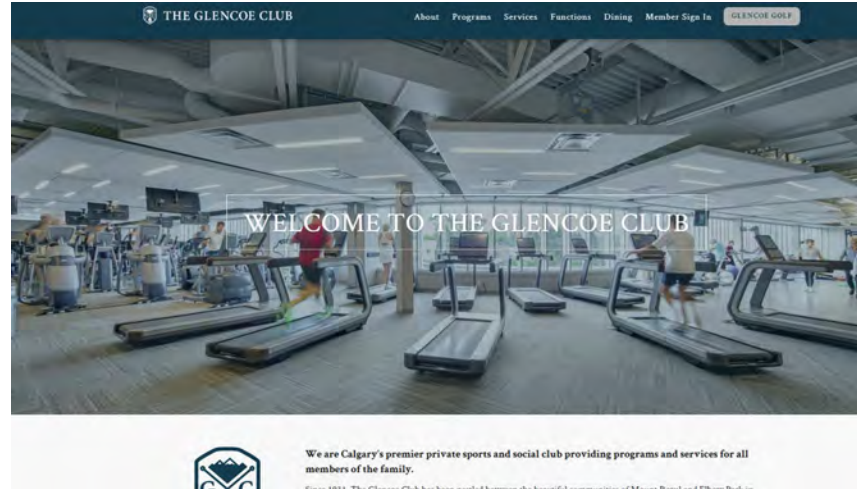 THE GLENCOE CLUB
About Programs Services Functions Dining Member Sign In GLENCOE GOLF
WELCOME TO THE GLENCOE CLUB
We are Calgary's premier private sports and social club providing programs and services for all
members of the family.